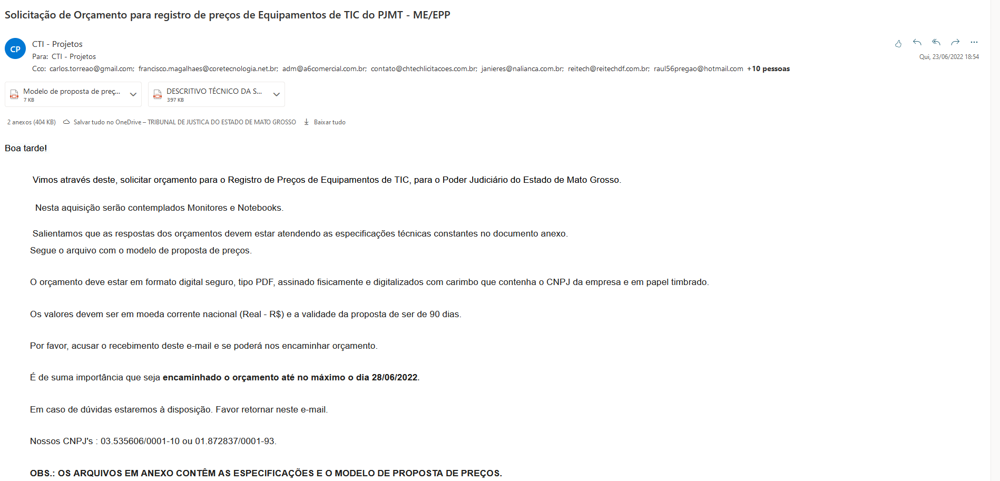 Solicitação de Orçamento para registro de preços de Equipamentos de TIC do PJMT - ME/EPP
CP
CTI - Projetos
Para: CTI - Projetos
Qui, 23/06/2022 18:54
Cco: carlos.torreao@gmail.com; francisco.magalhaes@coretecnologia.net.br; adm@a6comercial.com.br; contato@chtechlicitacoes.com.br; janieres@nalianca.com.br; reitech@reitechdf.com.br; raul56pregao@hotmail.com +10 pessoas
Modelo de proposta de preç...
7 KB
DESCRITIVO TÉCNICO DA S...
397 KB
2 anexos (404 KB) Salvar tudo no OneDrive – TRIBUNAL DE JUSTICA DO ESTADO DE MATO GROSSO Baixar tudo
Boa tarde!
Vimos através deste, solicitar orçamento para o Registro de Preços de Equipamentos de TIC, para o Poder Judiciário do Estado de Mato Grosso.
Nesta aquisição serão contemplados Monitores e Notebooks.
Salientamos que as respostas dos orçamentos devem estar atendendo as especificações técnicas constantes no documento anexo.
Segue o arquivo com o modelo de proposta de preços.
O orçamento deve estar em formato digital seguro, tipo PDF, assinado fisicamente e digitalizados com carimbo que contenha o CNPJ da empresa e em papel timbrado.
Os valores devem ser em moeda corrente nacional (Real - R$) e a validade da proposta de ser de 90 dias.
Por favor, acusar o recebimento deste e-mail e se poderá nos encaminhar orçamento.
É de suma importância que seja encaminhado o orçamento até no máximo o dia 28/06/2022.
Em caso de dúvidas estaremos à disposição. Favor retornar neste e-mail.
Nossos CNPJ's : 03.535606/0001-10 ou 01.872837/0001-93.
OBS.: OS ARQUIVOS EM ANEXO CONTÊM AS ESPECIFICAÇÕES E O MODELO DE PROPOSTA DE PREÇOS.